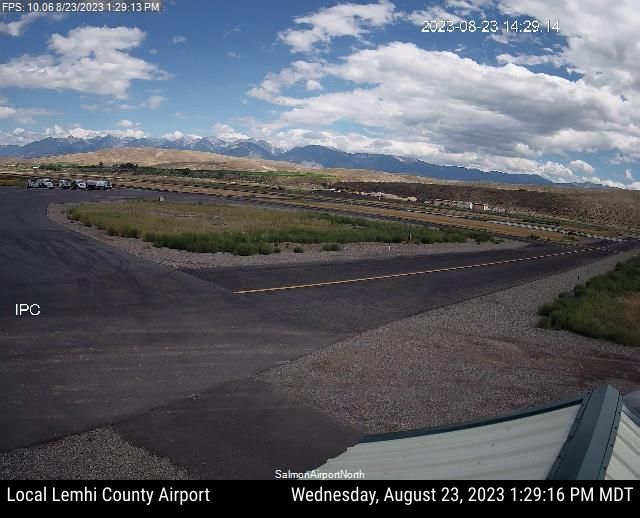 FPS: 10.06 8/23/2023 1:29:13 PM
2023-08-23 14:29:14
IPC
SalmonAirportNorth
Local Lemhi County Airport Wednesday, August 23, 2023 1:29:16 PM MDT